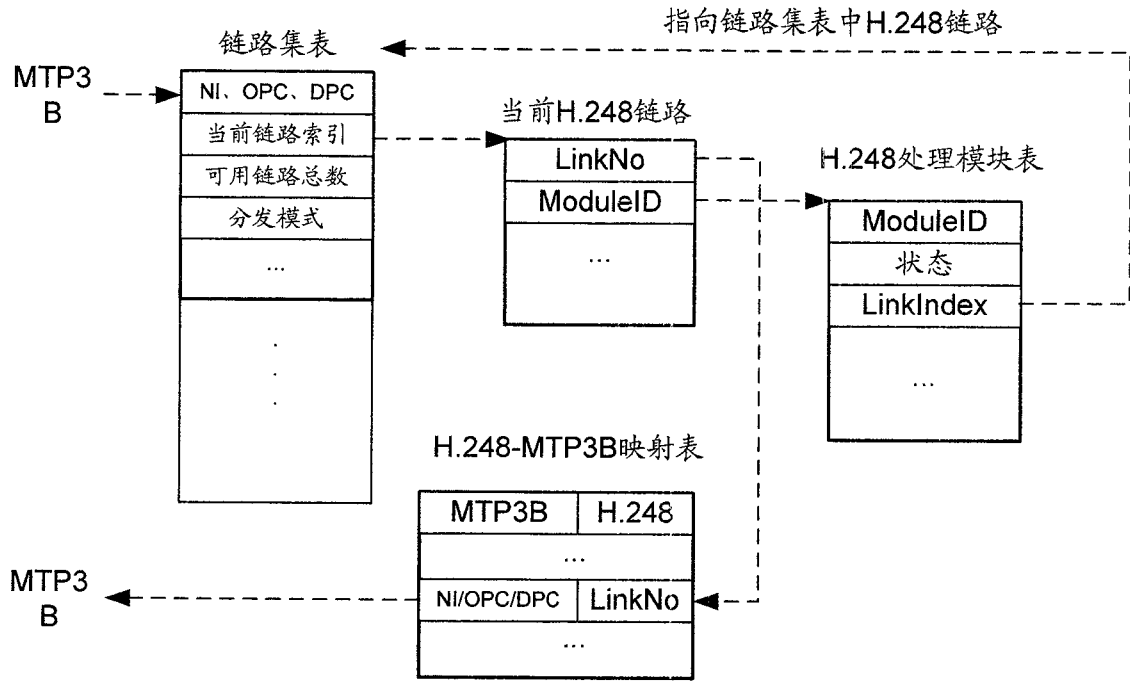 指向链路集表中H.248链路
链路集表
MTP3
B
NI、OPC、DPC
当前链路索引
可用链路总数
分发模式
...
.
.
.
当前H.248链路
LinkNo
ModuleID
...
H.248处理模块表
ModuleID
状态
LinkIndex
...
H.248-MTP3B映射表
MTP3B H.248
...
NI/OPC/DPC LinkNo
...
MTP3
B